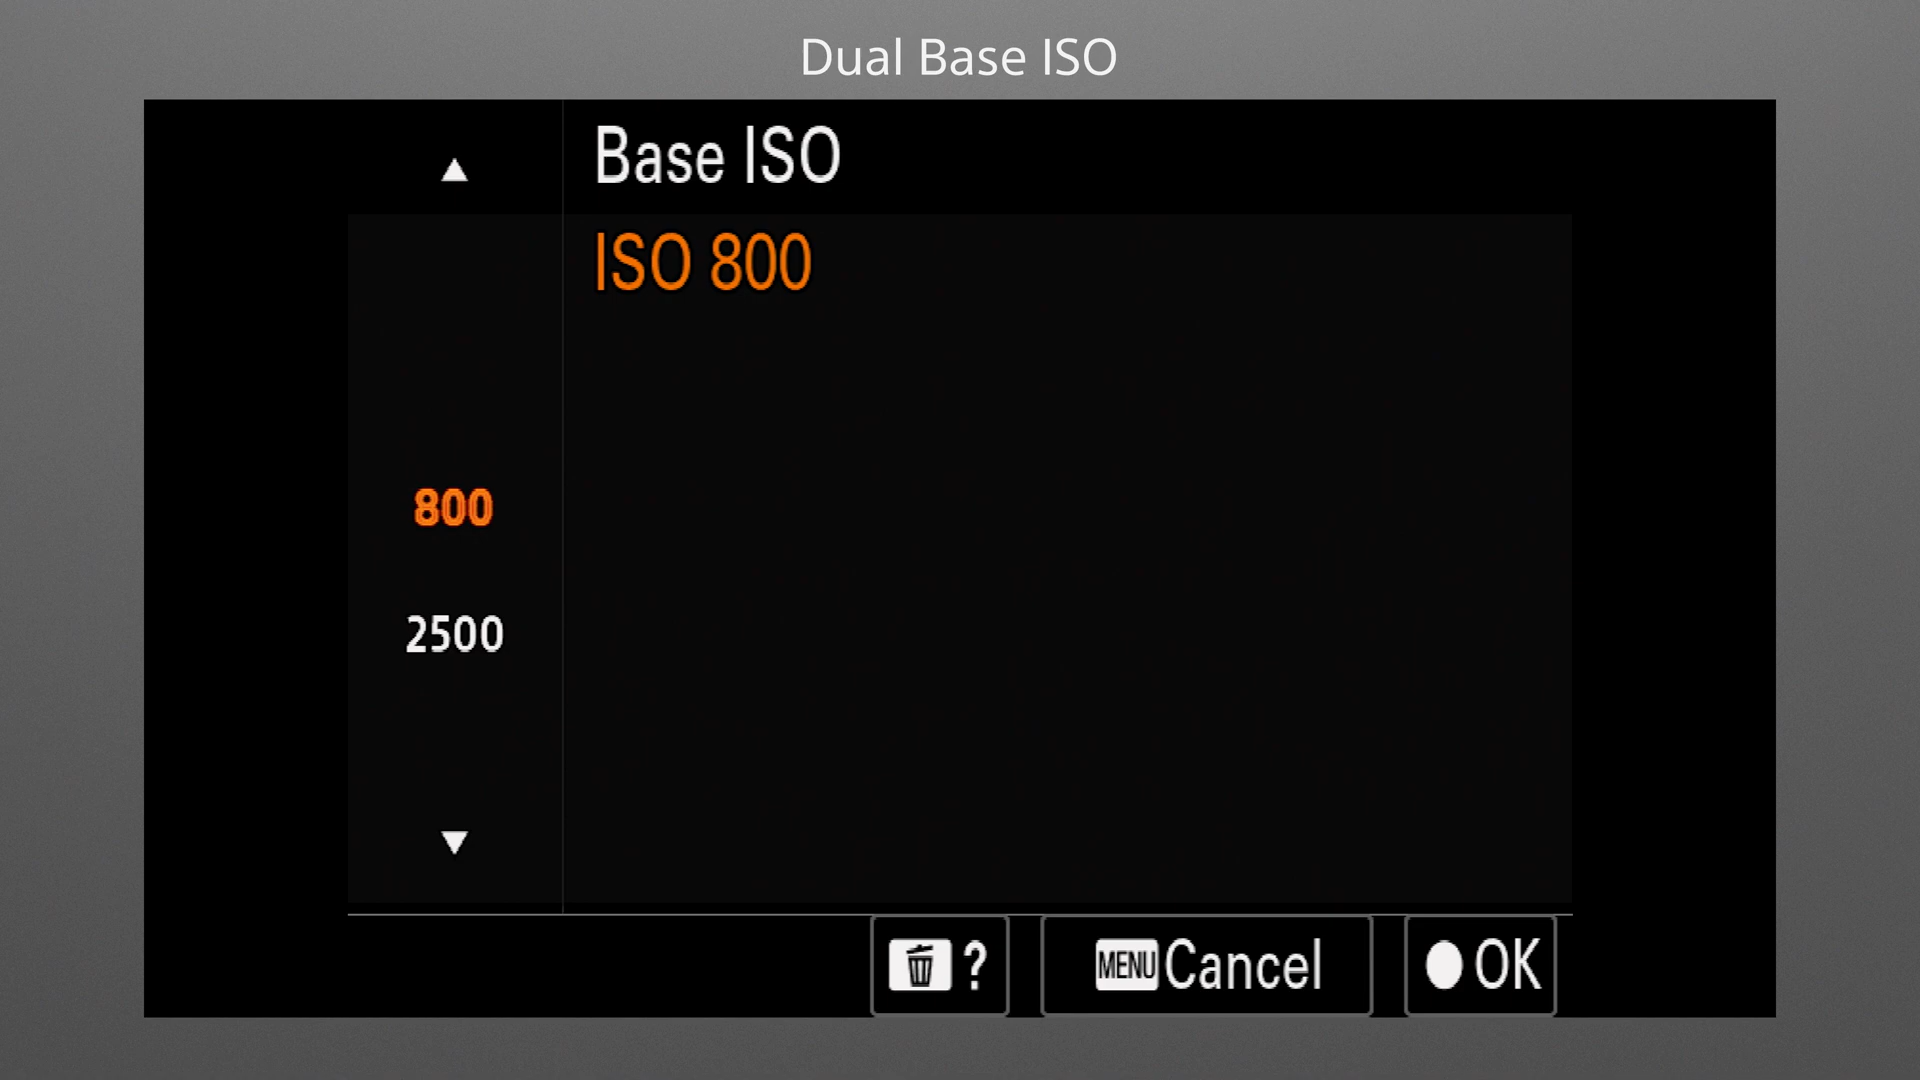 Dual Base ISO
Base ISO
ISO 800
800
2500
?
MENU Cancel
OK